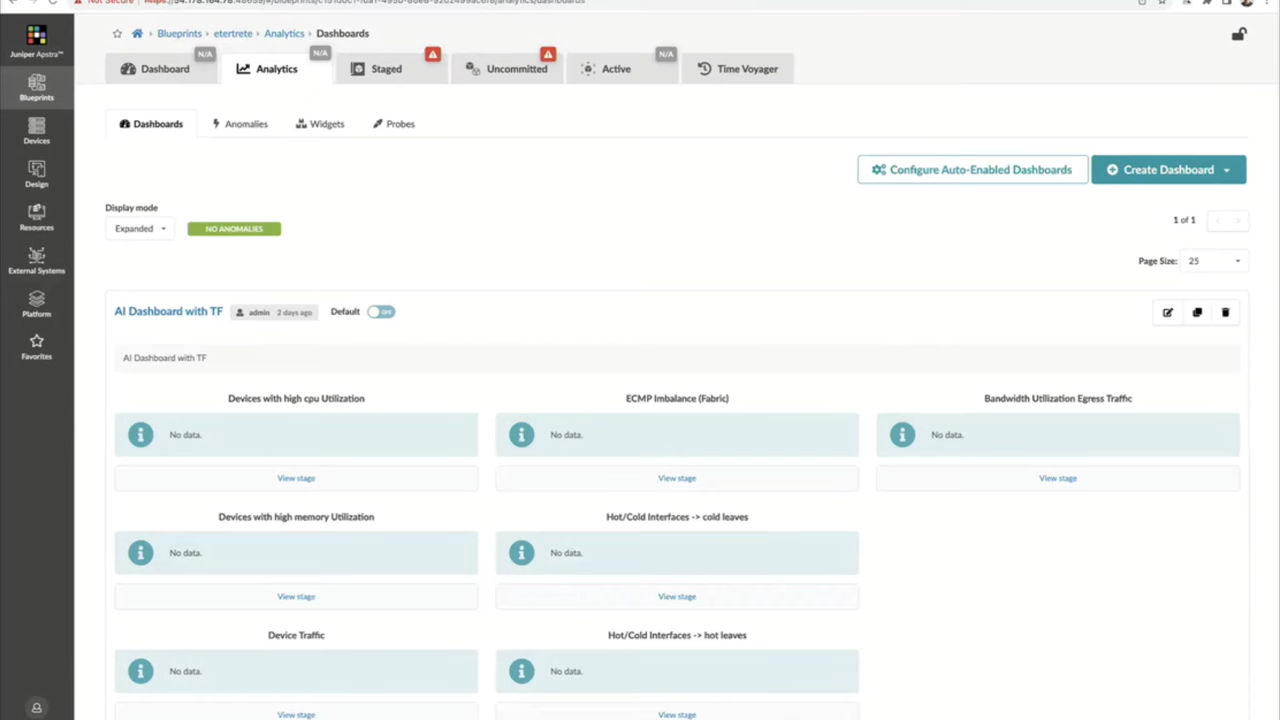 Not Secure
Juniper Apstra™
Blueprints
Devices
Design
Resources
External Systems
Platform
Favorites
Blueprints › etertrete › Analytics › Dashboards
Dashboard N/A
Analytics N/A
Staged
Uncommitted
Active N/A
Time Voyager
Dashboards Anomalies Widgets Probes
Configure Auto-Enabled Dashboards
Create Dashboard
Display mode
Expanded
NO ANOMALIES
1 of 1
Page Size: 25
AI Dashboard with TF
admin 2 days ago
Default OFF
AI Dashboard with TF
Devices with high cpu Utilization
No data.
View stage
ECMP Imbalance (Fabric)
No data.
View stage
Bandwidth Utilization Egress Traffic
No data.
View stage
Devices with high memory Utilization
No data.
View stage
Hot/Cold Interfaces -> cold leaves
No data.
View stage
Device Traffic
No data.
View stage
Hot/Cold Interfaces -> hot leaves
No data.
View stage